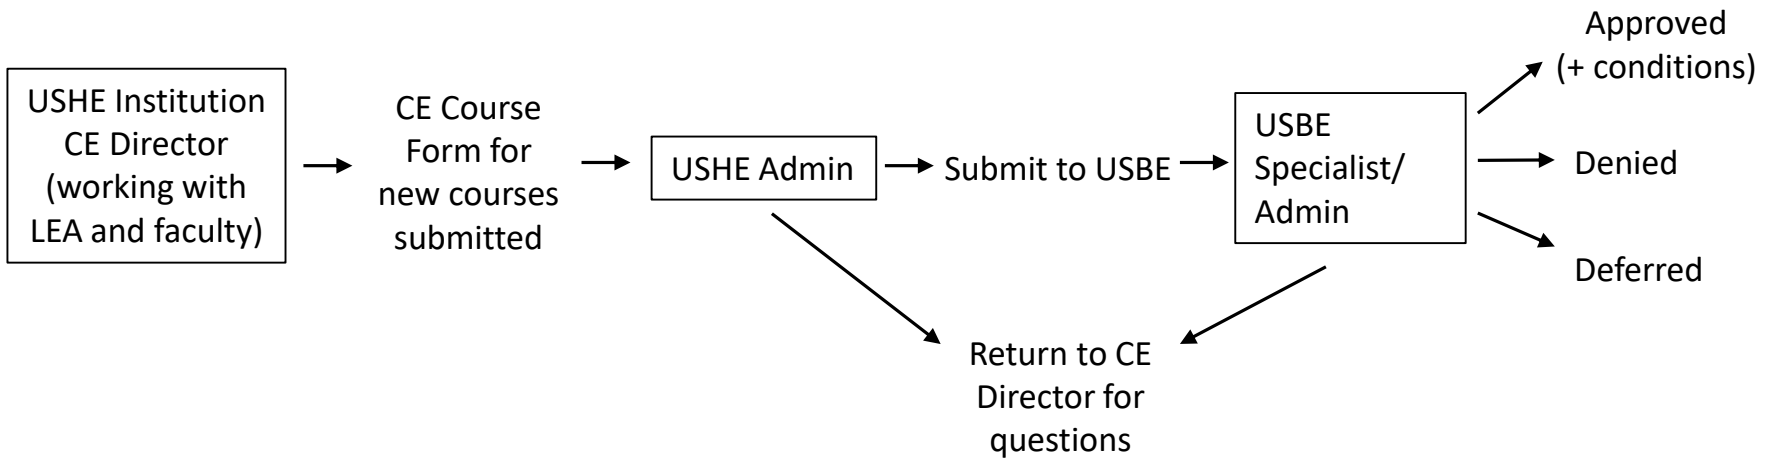 USHE Institution
CE Director
(working with
LEA and faculty)
CE Course
Form for
new courses
submitted
USHE Admin
Submit to USBE
USBE
Specialist/
Admin
Approved
(+ conditions)
Denied
Deferred
Return to CE
Director for
questions